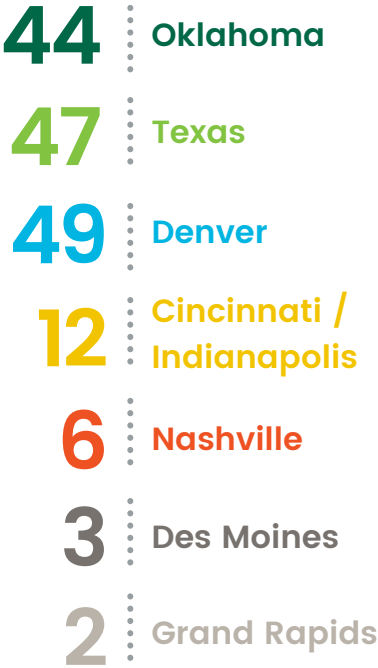 44 Oklahoma
47 Texas
49 Denver
12 Cincinnati /
Indianapolis
6 Nashville
3 Des Moines
2 Grand Rapids